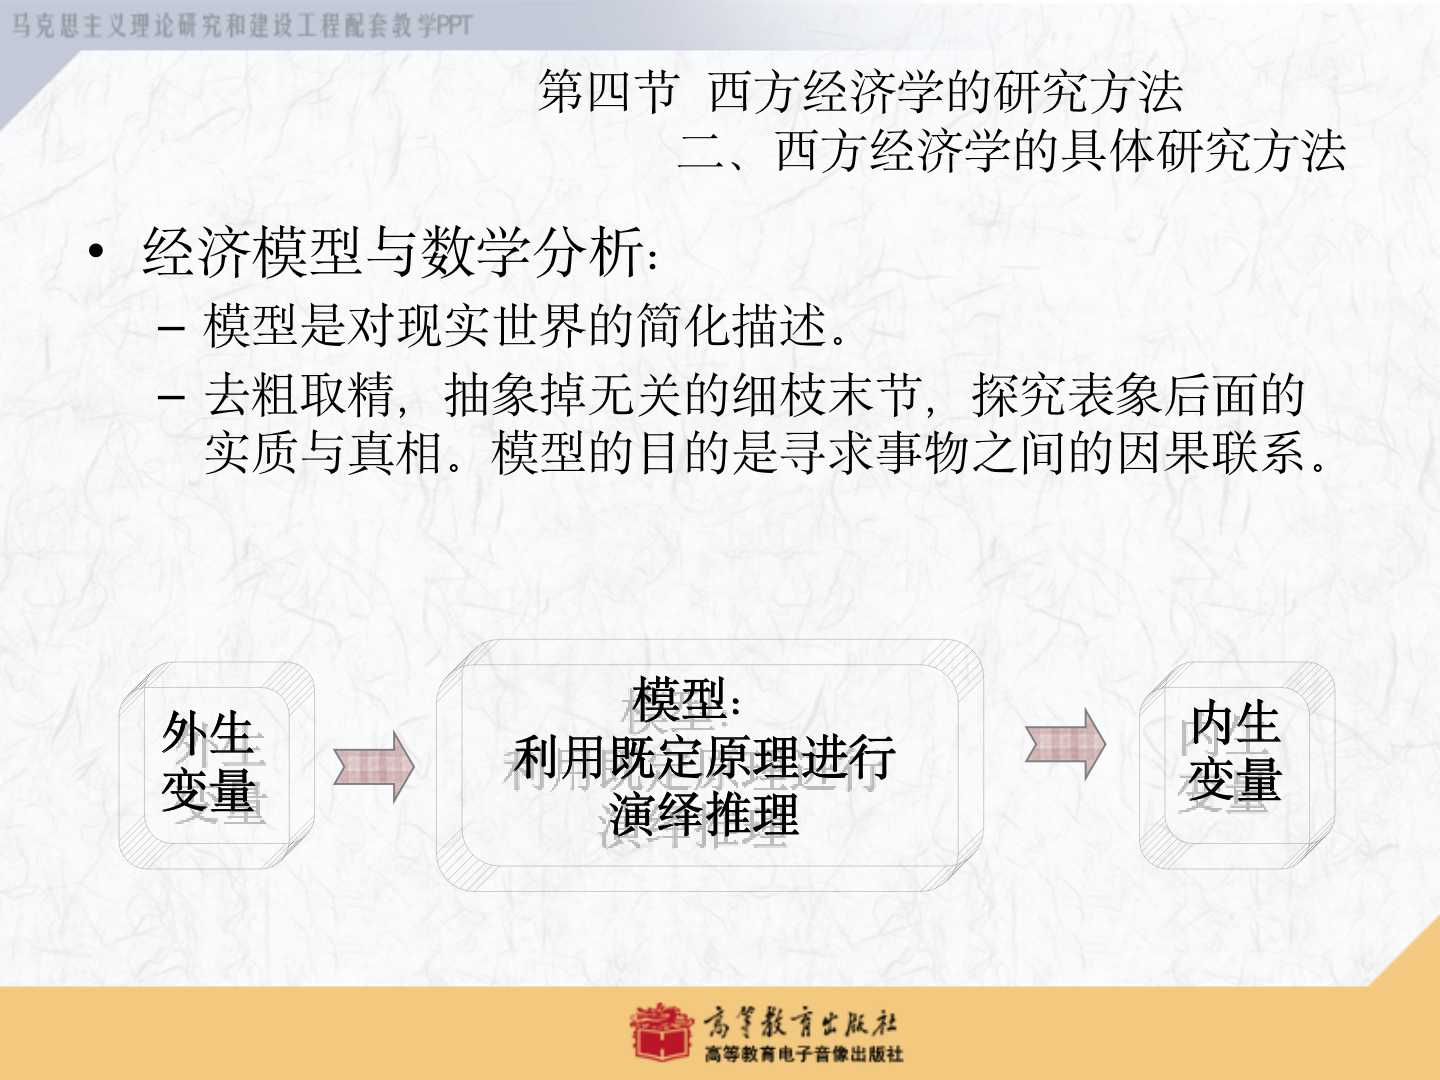 马克思主义理论研究和建设工程配套教学PPT
第四节 西方经济学的研究方法
二、西方经济学的具体研究方法
• 经济模型与数学分析：
– 模型是对现实世界的简化描述。
– 去粗取精，抽象掉无关的细枝末节，探究表象后面的
实质与真相。模型的目的是寻求事物之间的因果联系。
外生
变量
模型：
利用既定原理进行
演绎推理
内生
变量
高等教育出版社
高等教育电子音像出版社